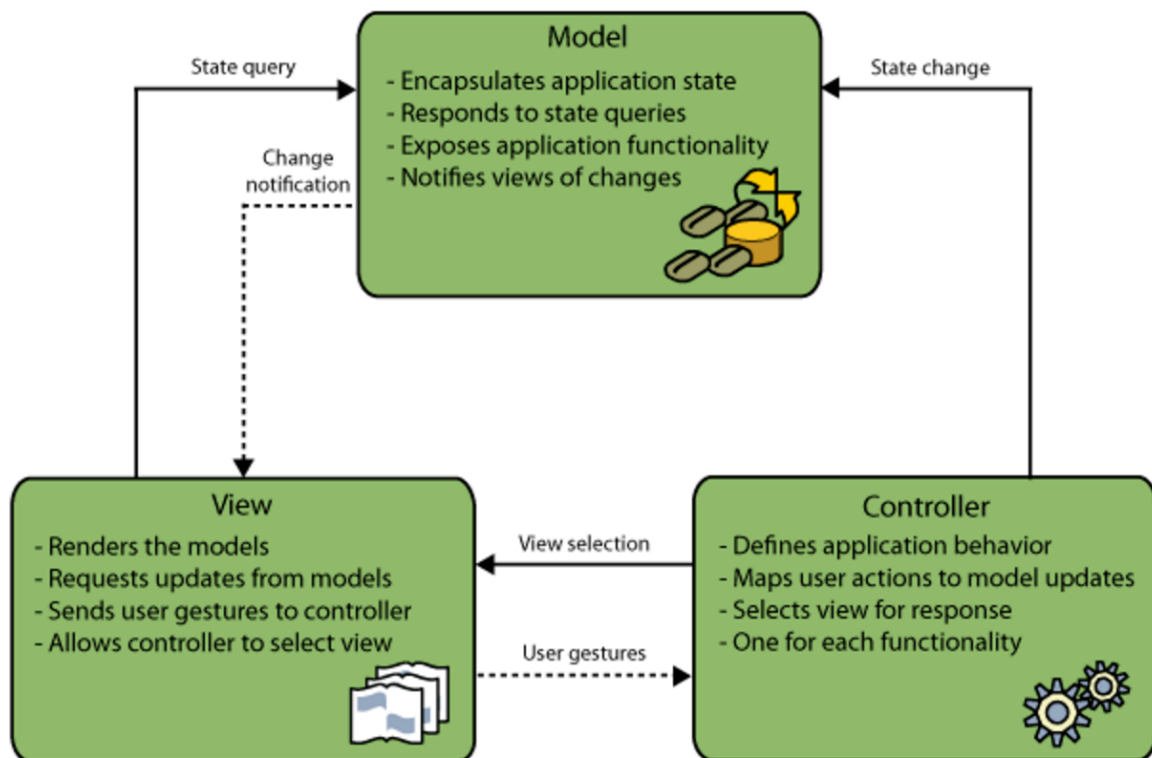 Model
- Encapsulates application state
- Responds to state queries
- Exposes application functionality
- Notifies views of changes
State query
State change
Change
notification
View
- Renders the models
- Requests updates from models
- Sends user gestures to controller
- Allows controller to select view
View selection
User gestures
Controller
- Defines application behavior
- Maps user actions to model updates
- Selects view for response
- One for each functionality